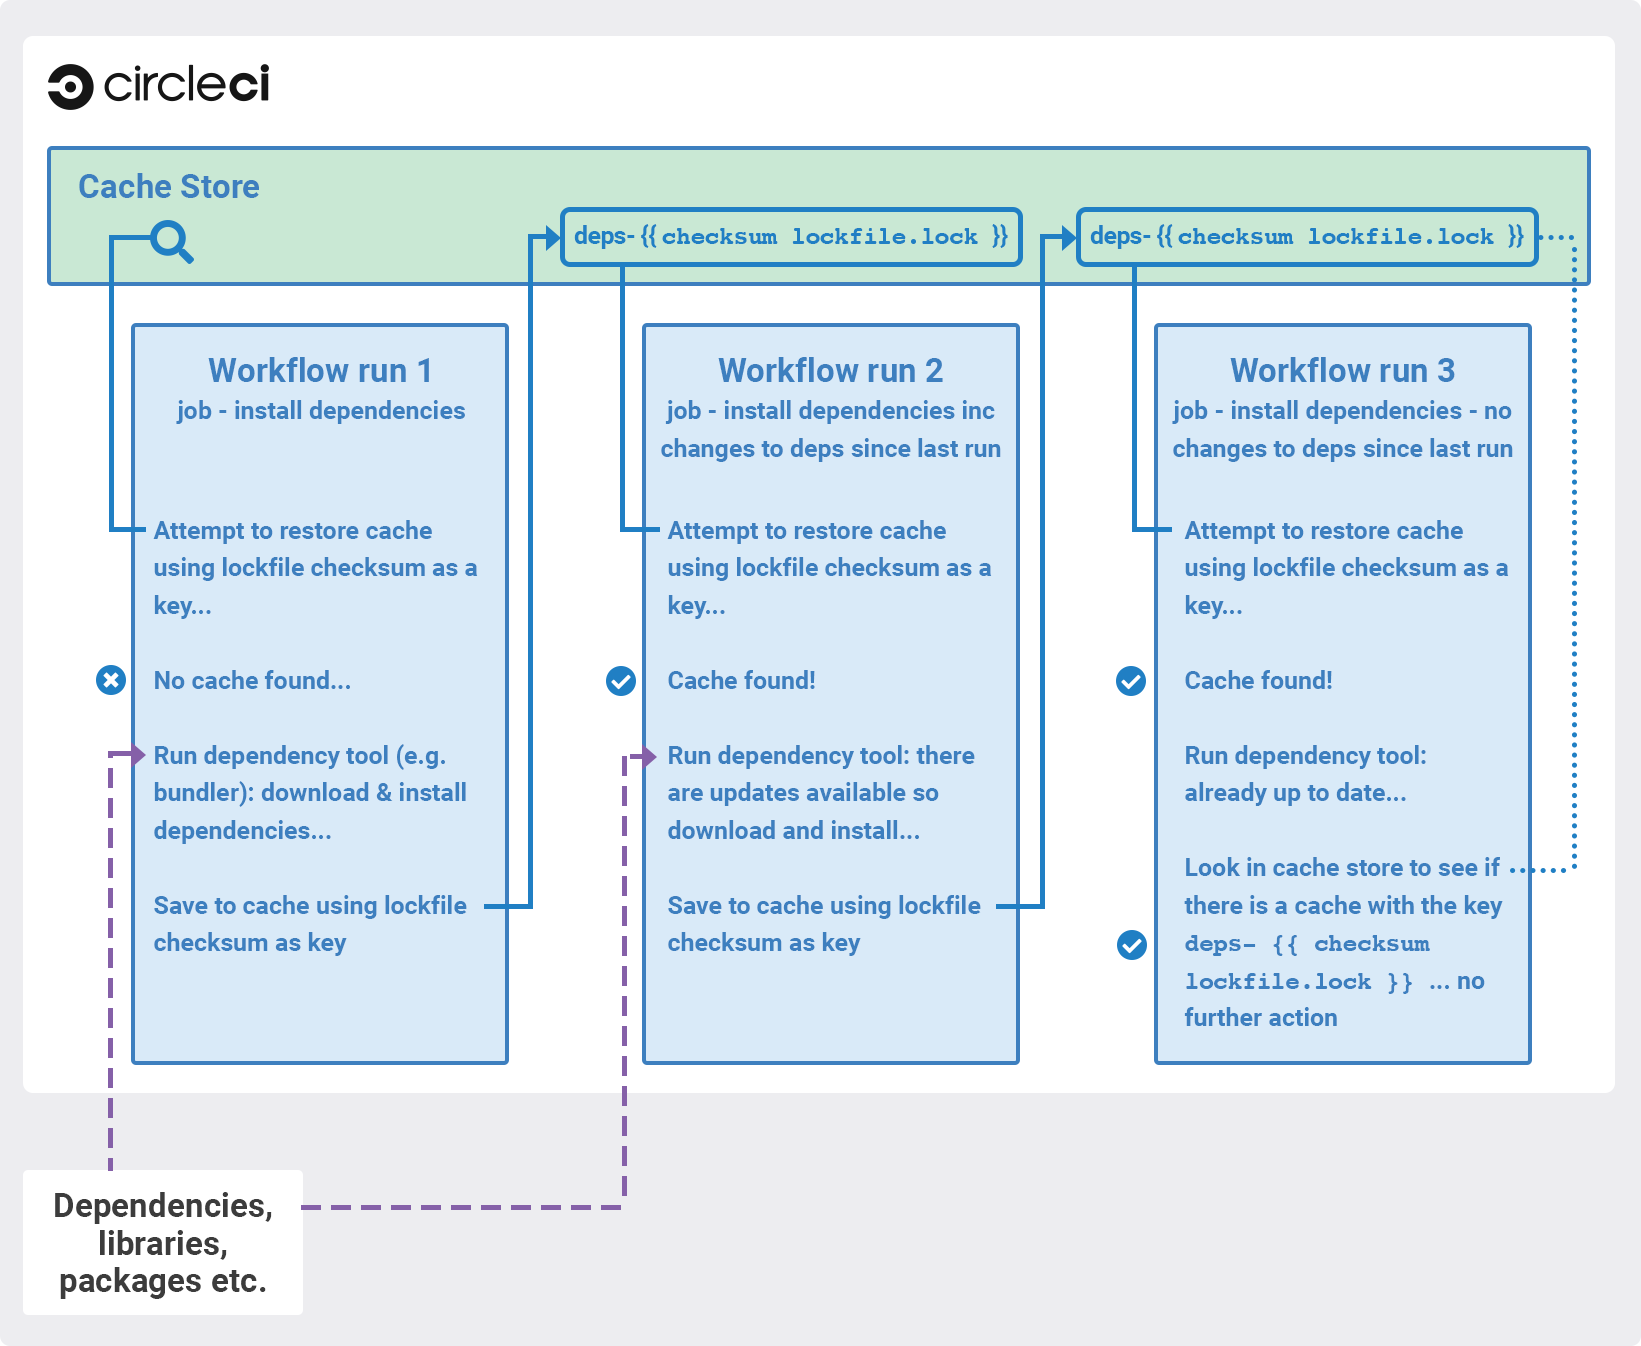 circleci
Cache Store
deps- {{ checksum lockfile.lock }}
deps- {{ checksum lockfile.lock }}
Workflow run 1
job - install dependencies
Attempt to restore cache
using lockfile checksum as a
key...
No cache found...
Run dependency tool (e.g.
bundler): download & install
dependencies...
Save to cache using lockfile
checksum as key
Workflow run 2
job - install dependencies inc
changes to deps since last run
Attempt to restore cache
using lockfile checksum as a
key...
Cache found!
Run dependency tool: there
are updates available so
download and install...
Save to cache using lockfile
checksum as key
Workflow run 3
job - install dependencies - no
changes to deps since last run
Attempt to restore cache
using lockfile checksum as a
key...
Cache found!
Run dependency tool:
already up to date...
Look in cache store to see if
there is a cache with the key
deps- {{ checksum
lockfile.lock }} ... no
further action
Dependencies,
libraries,
packages etc.